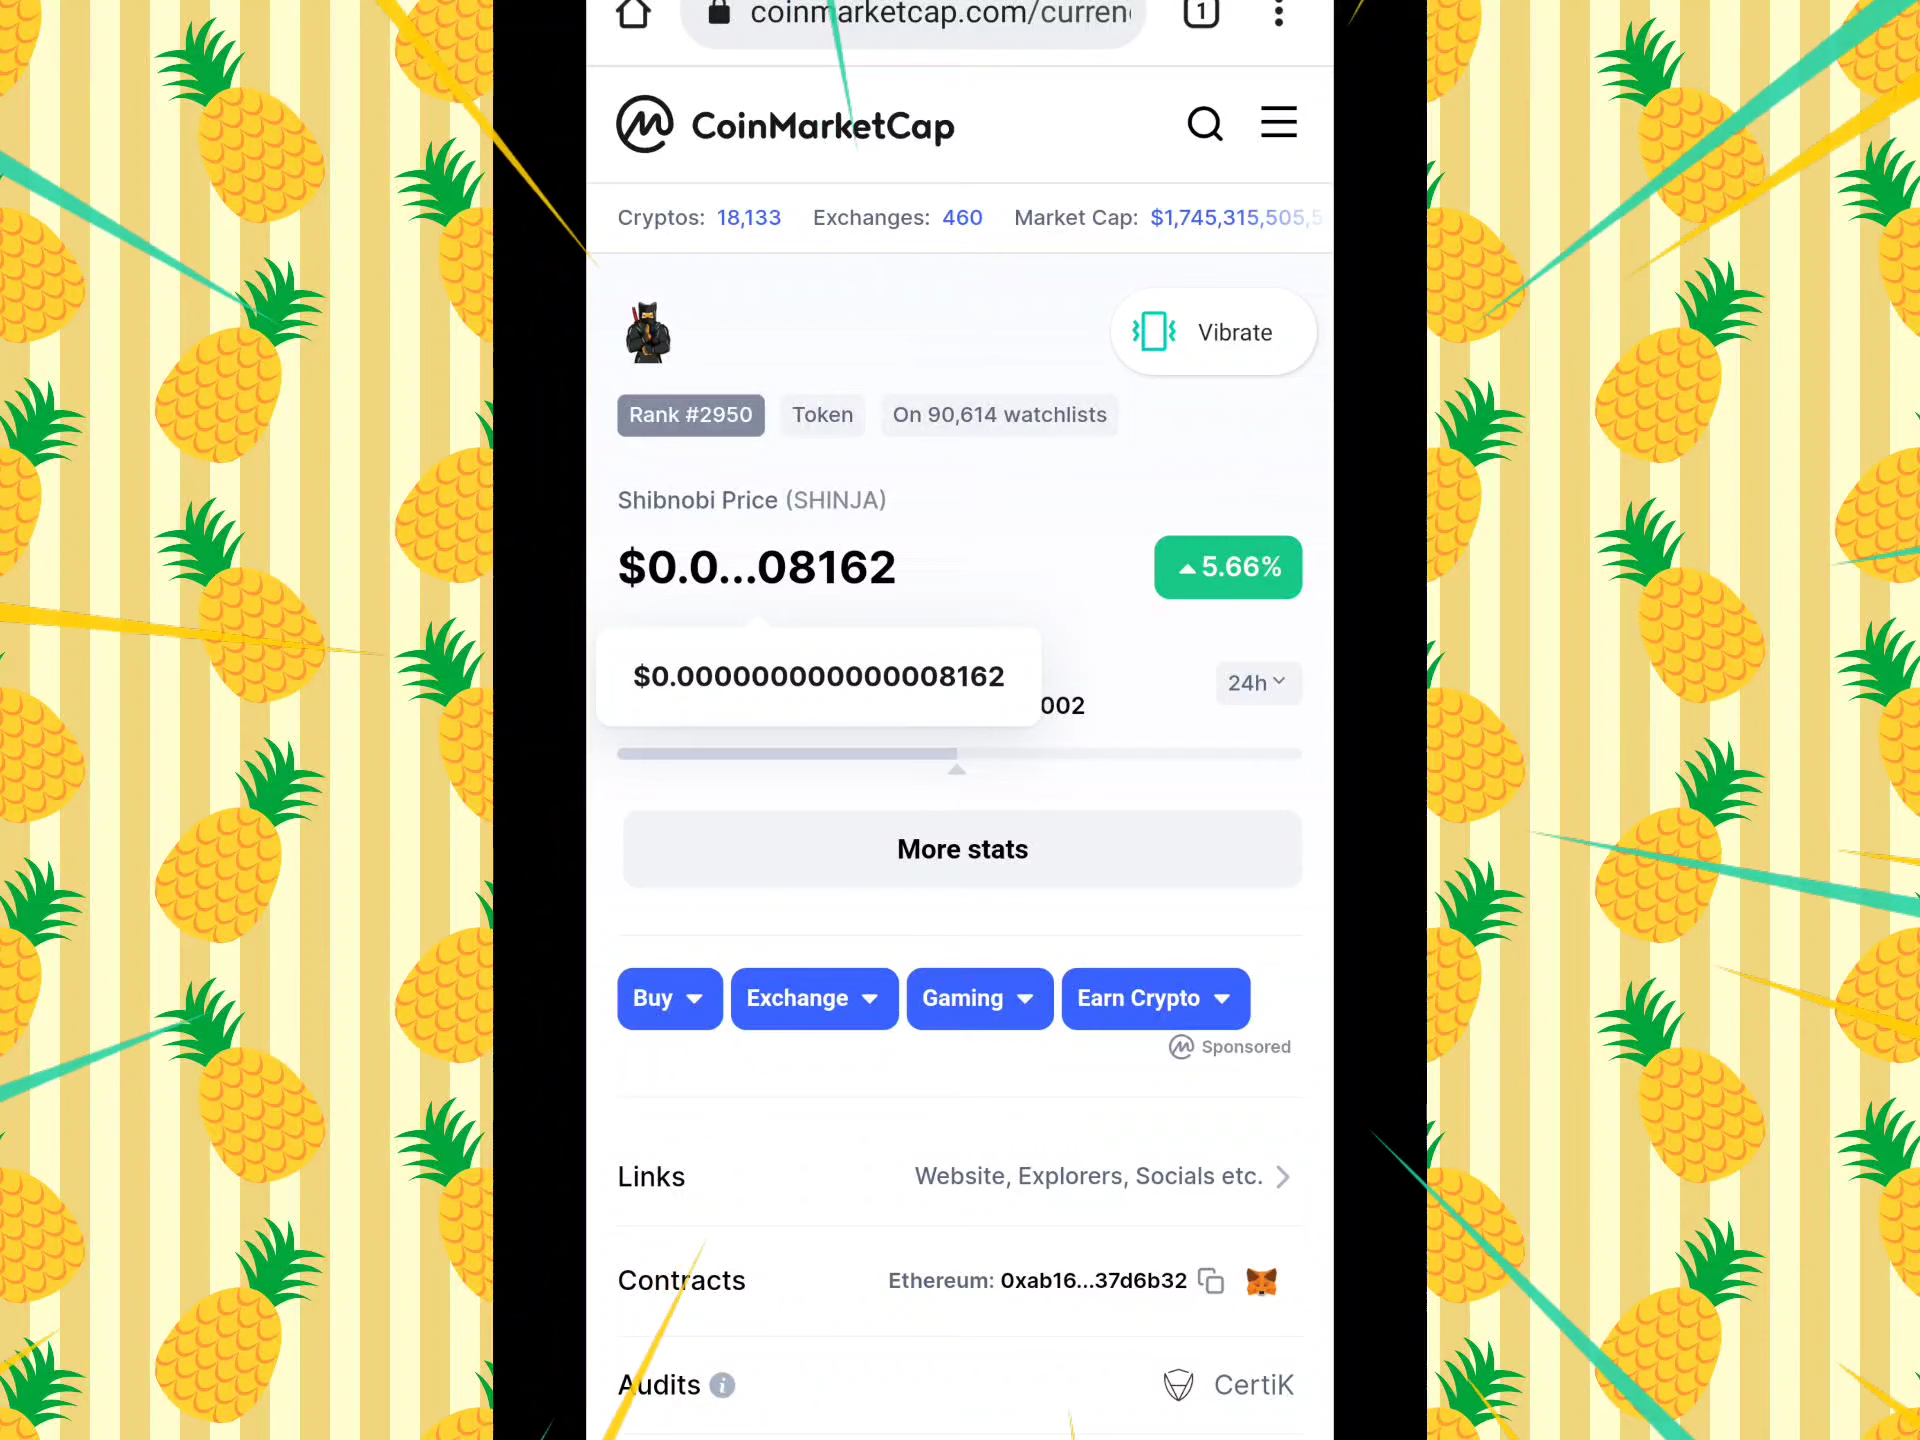 coinmarketcap.com/curren
1
CoinMarketCap
Cryptos: 18,133 Exchanges: 460 Market Cap: $1,745,315,505,5
Vibrate
Rank #2950 Token On 90,614 watchlists
Shibnobi Price (SHINJA)
$0.0...08162 5.66%
$0.000000000000008162
24h
002
More stats
Buy Exchange Gaming Earn Crypto
Sponsored
Links Website, Explorers, Socials etc.
Contracts Ethereum: 0xab16...37d6b32
Audits CertiK